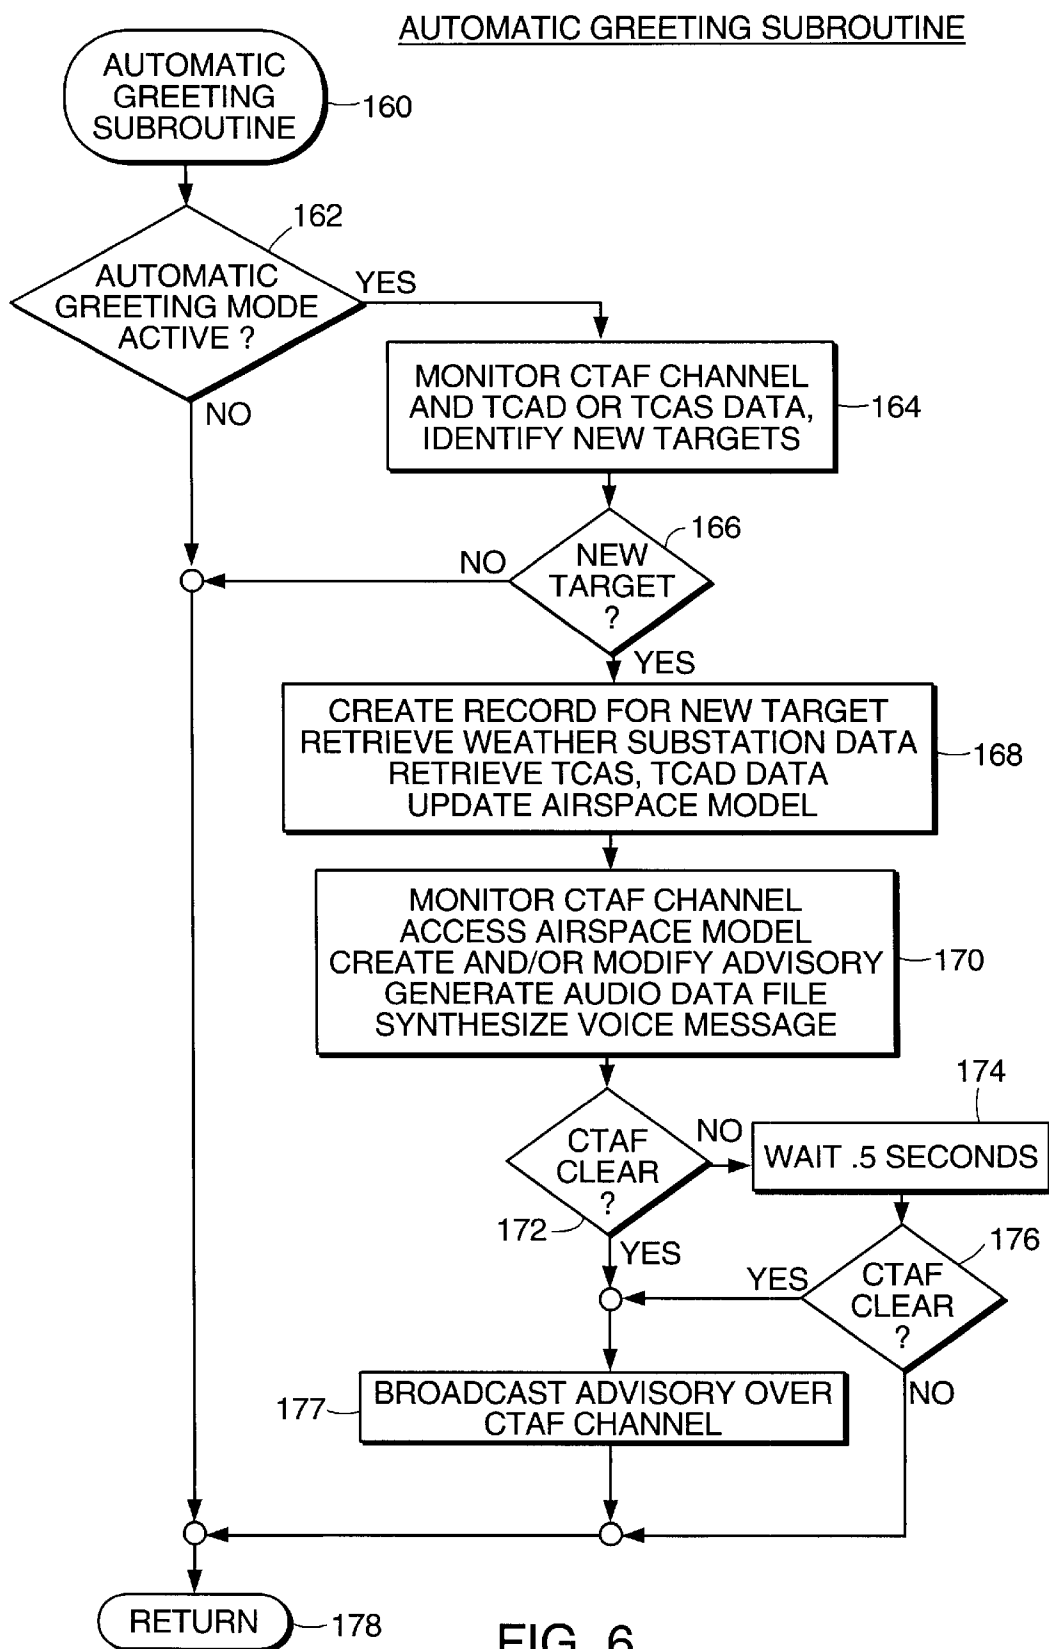 AUTOMATIC GREETING SUBROUTINE
AUTOMATIC
GREETING
SUBROUTINE
160
162
AUTOMATIC
GREETING MODE
ACTIVE ?
YES
NO
MONITOR CTAF CHANNEL
AND TCAD OR TCAS DATA,
IDENTIFY NEW TARGETS
164
166
NEW
TARGET
?
NO
YES
CREATE RECORD FOR NEW TARGET
RETRIEVE WEATHER SUBSTATION DATA
RETRIEVE TCAS, TCAD DATA
UPDATE AIRSPACE MODEL
168
MONITOR CTAF CHANNEL
ACCESS AIRSPACE MODEL
CREATE AND/OR MODIFY ADVISORY
GENERATE AUDIO DATA FILE
SYNTHESIZE VOICE MESSAGE
170
CTAF
CLEAR
?
172
NO
YES
174
WAIT .5 SECONDS
176
CTAF
CLEAR
?
YES
NO
177
BROADCAST ADVISORY OVER
CTAF CHANNEL
RETURN
178
FIG. 6